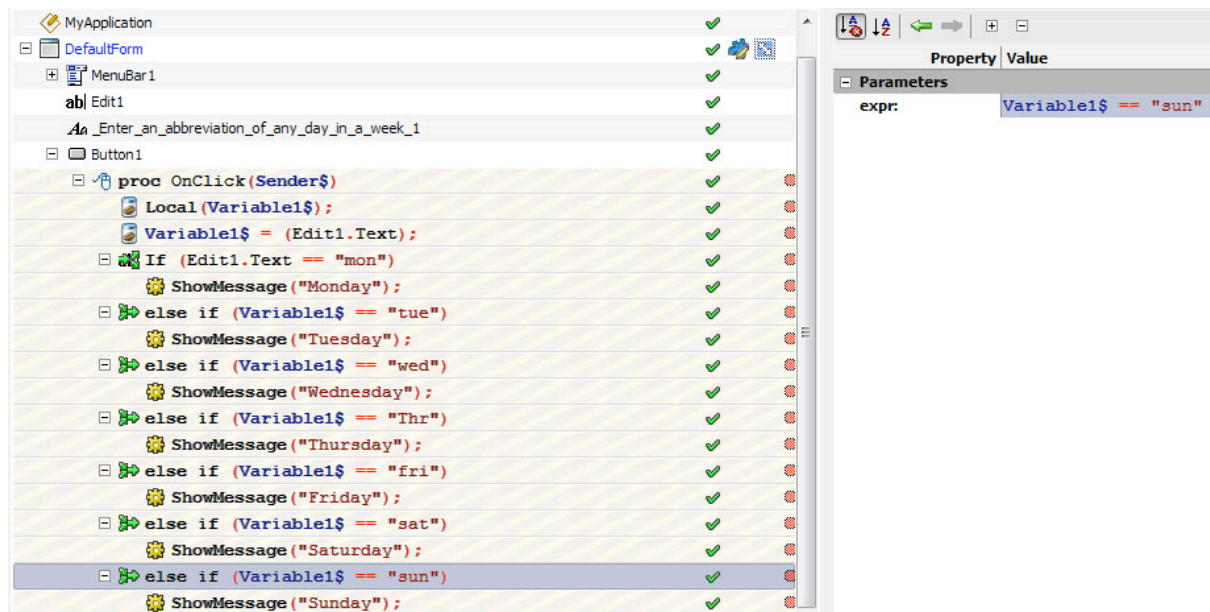 MyApplication
DefaultForm
MenuBar1
ab| Edit1
Aa _Enter_an_abbreviation_of_any_day_in_a_week_1
Button1
proc OnClick(Sender$)
Local(Variable1$);
Variable1$ = (Edit1.Text);
If (Edit1.Text == "mon")
ShowMessage("Monday");
else if (Variable1$ == "tue")
ShowMessage("Tuesday");
else if (Variable1$ == "wed")
ShowMessage("Wednesday");
else if (Variable1$ == "Thr")
ShowMessage("Thursday");
else if (Variable1$ == "fri")
ShowMessage("Friday");
else if (Variable1$ == "sat")
ShowMessage("Saturday");
else if (Variable1$ == "sun")
ShowMessage("Sunday");
Property Value
Parameters
expr: Variable1$ == "sun"